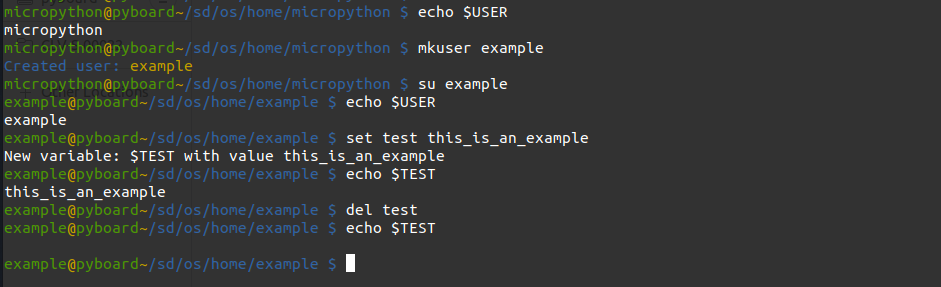 micropython@pyboard~/sd/os/home/micropython $ echo $USER
micropython
micropython@pyboard~/sd/os/home/micropython $ mkuser example
Created user: example
micropython@pyboard~/sd/os/home/micropython $ su example
example@pyboard~/sd/os/home/example $ echo $USER
example
example@pyboard~/sd/os/home/example $ set test this_is_an_example
New variable: $TEST with value this_is_an_example
example@pyboard~/sd/os/home/example $ echo $TEST
this_is_an_example
example@pyboard~/sd/os/home/example $ del test
example@pyboard~/sd/os/home/example $ echo $TEST
example@pyboard~/sd/os/home/example $